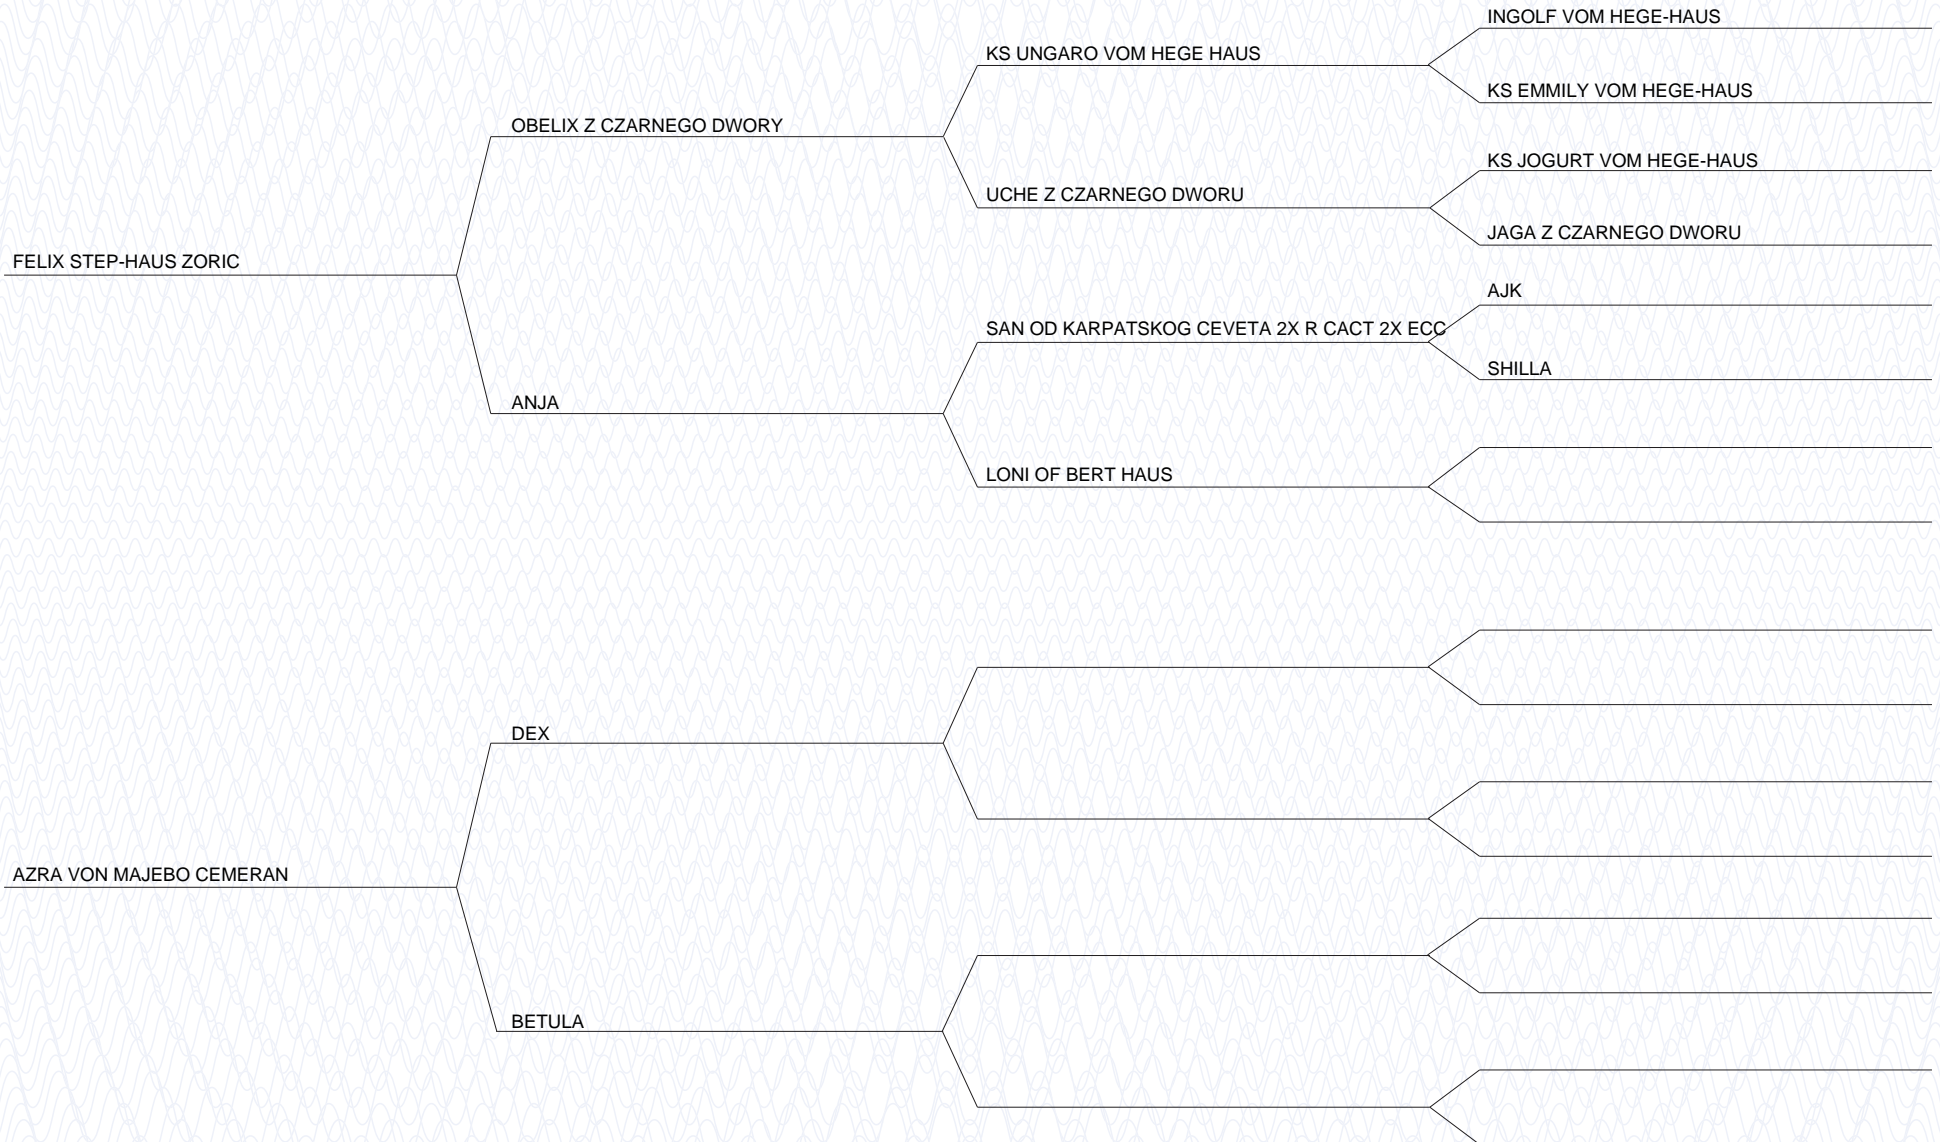 INGOLF VOM HEGE-HAUS
KS UNGARO VOM HEGE HAUS
KS EMMILY VOM HEGE-HAUS
OBELIX Z CZARNEGO DWORY
KS JOGURT VOM HEGE-HAUS
UCHE Z CZARNEGO DWORU
JAGA Z CZARNEGO DWORU
FELIX STEP-HAUS ZORIC
AJK
SAN OD KARPATSKOG CEVETA 2X R CACT 2X ECC
SHILLA
ANJA
LONI OF BERT HAUS
DEX
AZRA VON MAJEBO CEMERAN
BETULA